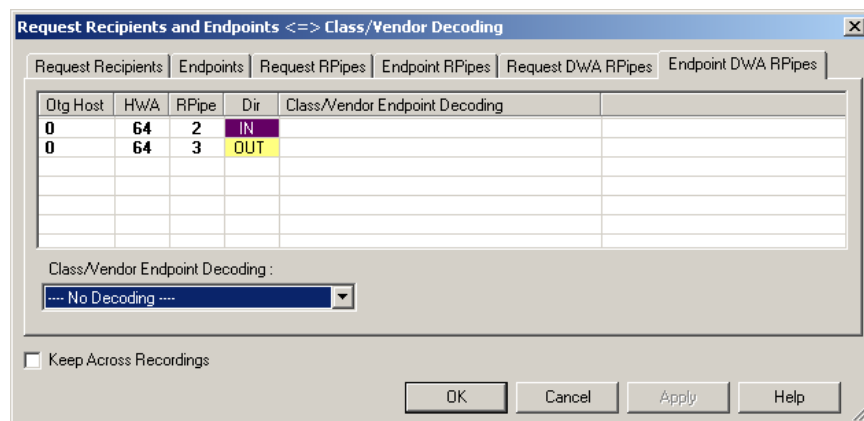 Request Recipients and Endpoints <=> Class/Vendor Decoding
Request Recipients Endpoints Request RPipes Endpoint RPipes Request DWA RPipes Endpoint DWA RPipes
Otg Host HWA RPipe Dir Class/Vendor Endpoint Decoding
0 64 2 IN
0 64 3 OUT
Class/Vendor Endpoint Decoding :
---- No Decoding ----
Keep Across Recordings
OK Cancel Apply Help